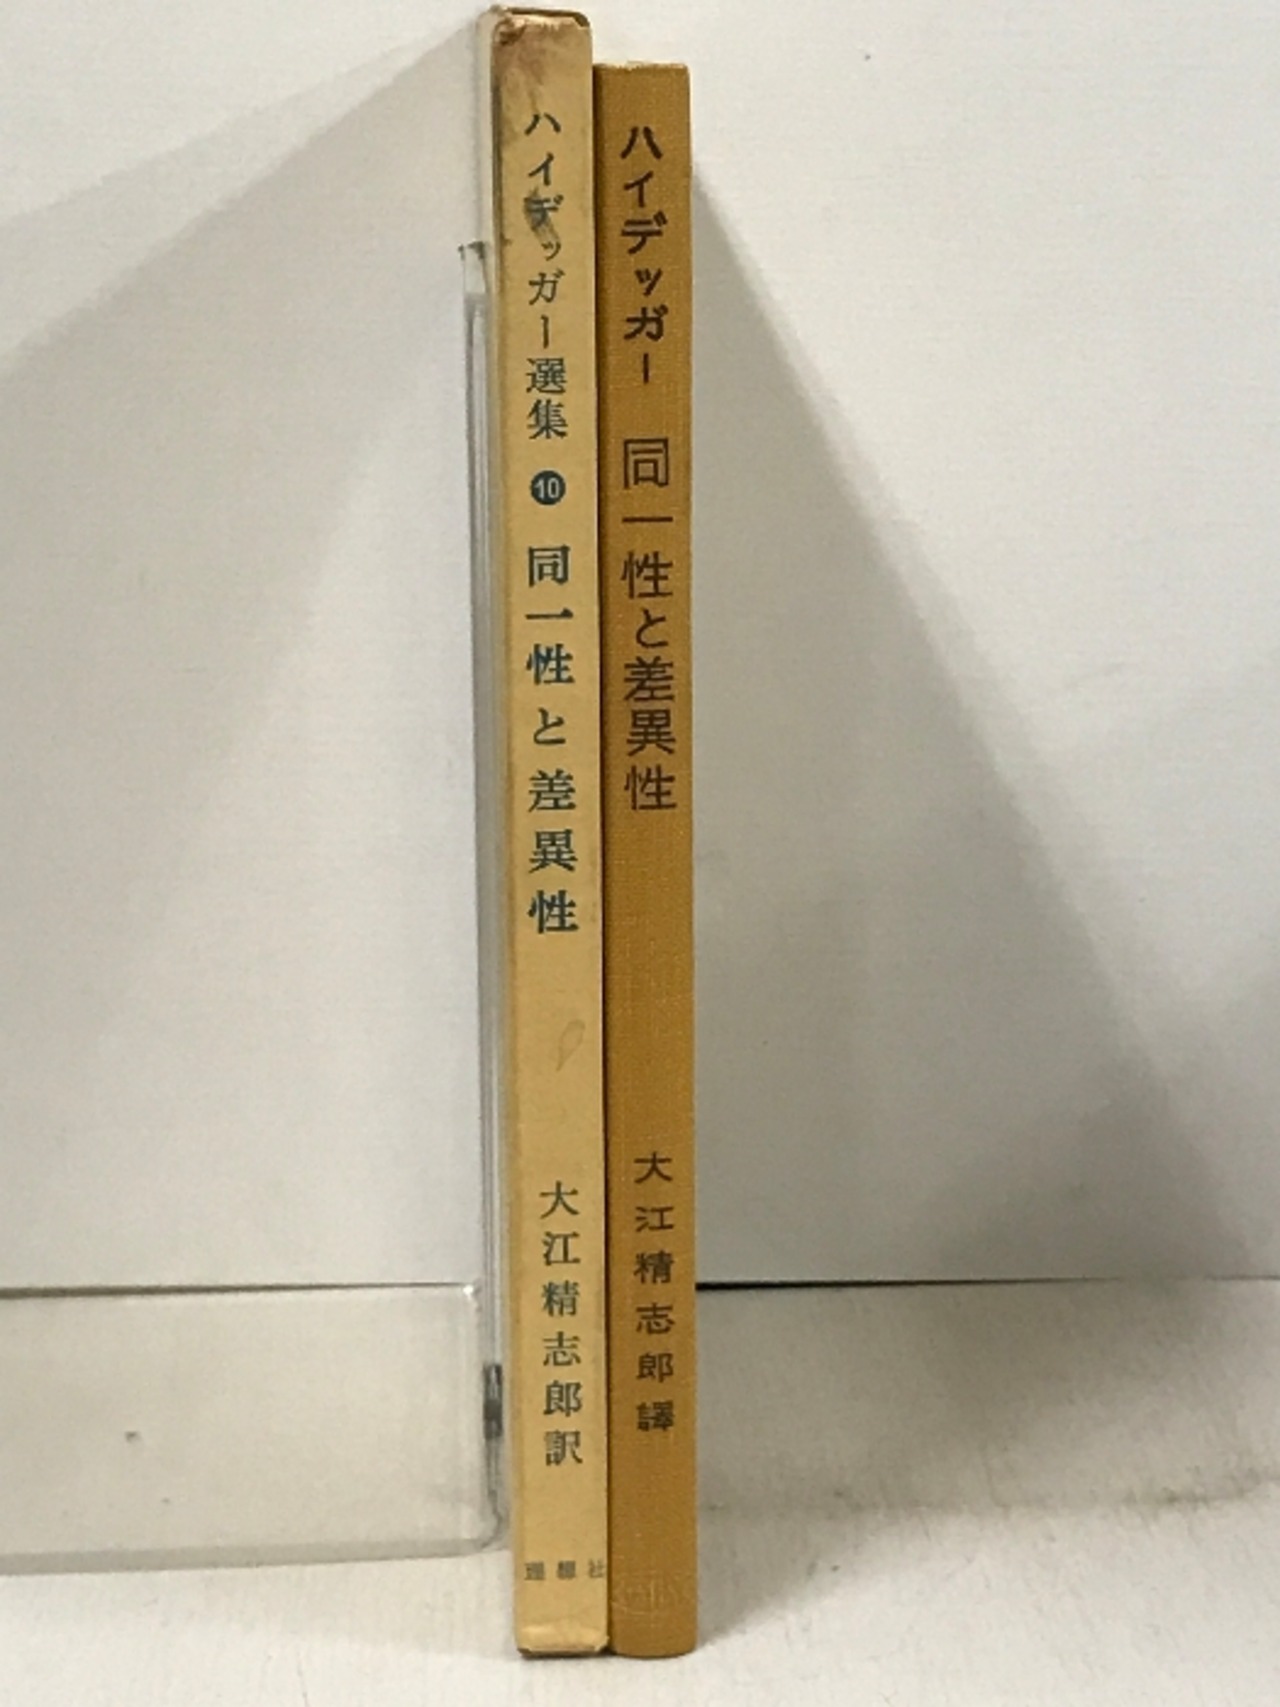 ハイデッガー選集 10 同一性と差異性 大江精志郎訳
理想社
ハイデッガー 同一性と差異性 大江精志郎譯